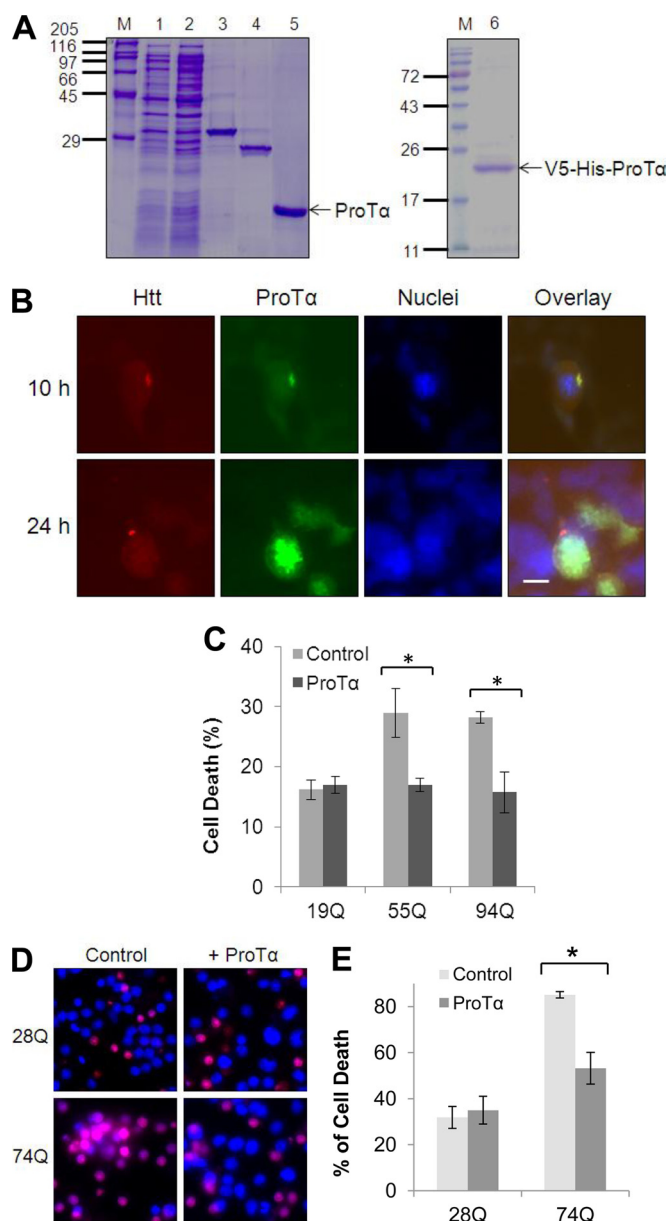 A
M 1 2 3 4 5
205
116
97
66
45
29
ProTα
M 6
72
43
26
17
11
V5-His-ProTα
B
Htt ProTα Nuclei Overlay
10 h
24 h
C
Control
ProTα
*
*
Cell Death (%)
40
30
20
10
0
19Q 55Q 94Q
D
Control + ProTα
28Q
74Q
E
Control
ProTα
*
% of Cell Death
80
60
40
20
0
28Q 74Q